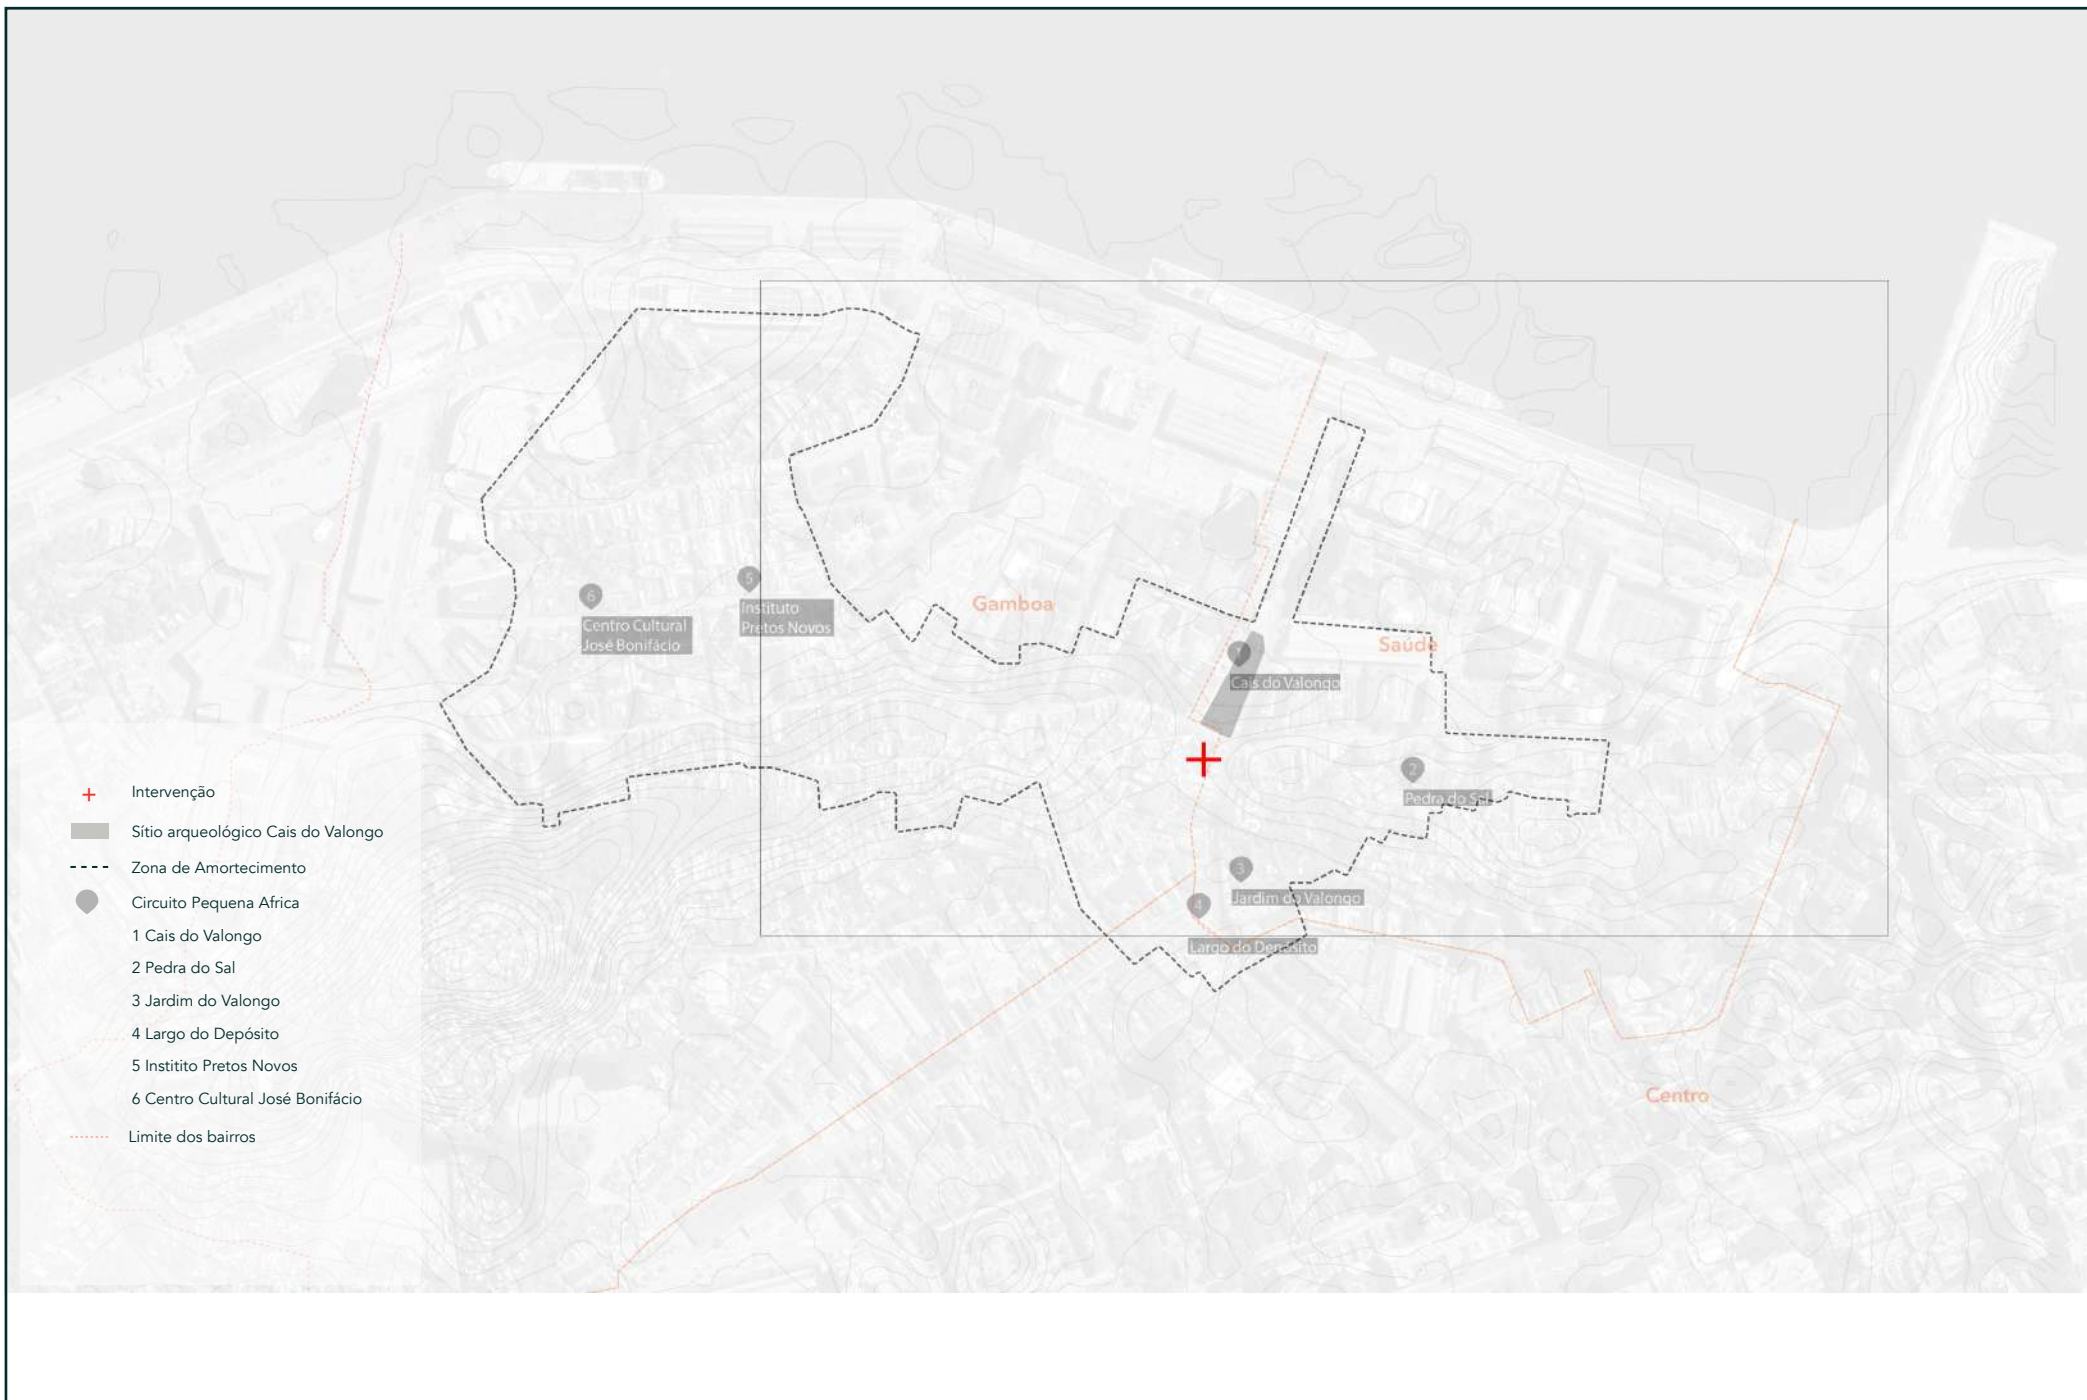 Gamboa
Saúde
6
Centro Cultural
José Bonifácio
5
Instituto
Pretos Novos
1
Cais do Valongo
2
Pedra do Sal
3
Jardim do Valongo
4
Largo do Depósito
Centro
Intervenção
Sítio arqueológico Cais do Valongo
Zona de Amortecimento
Circuito Pequena Africa
1 Cais do Valongo
2 Pedra do Sal
3 Jardim do Valongo
4 Largo do Depósito
5 Institito Pretos Novos
6 Centro Cultural José Bonifácio
Limite dos bairros